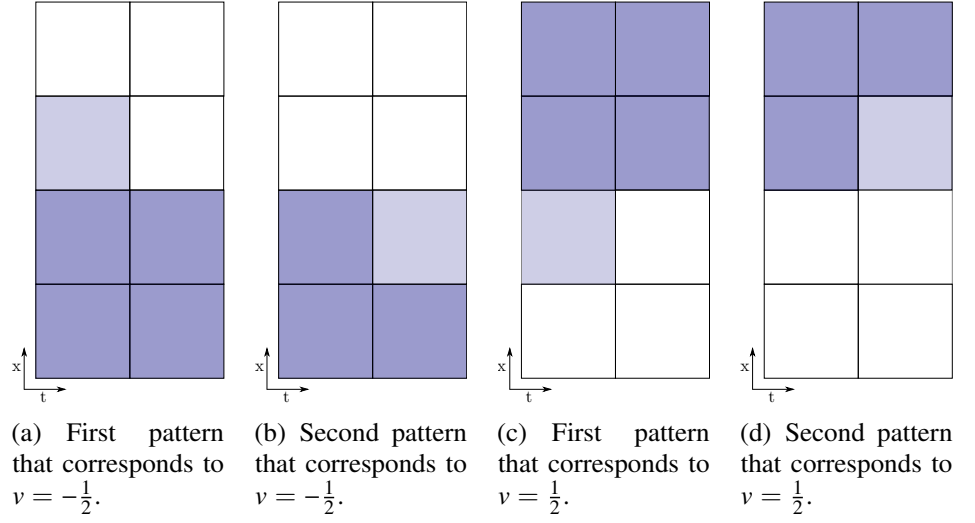 x
t
x
t
x
t
x
t
(a) First pattern
that corresponds to
v = −1/2.
(b) Second pattern
that corresponds to
v = −1/2.
(c) First pattern
that corresponds to
v = 1/2.
(d) Second pattern
that corresponds to
v = 1/2.